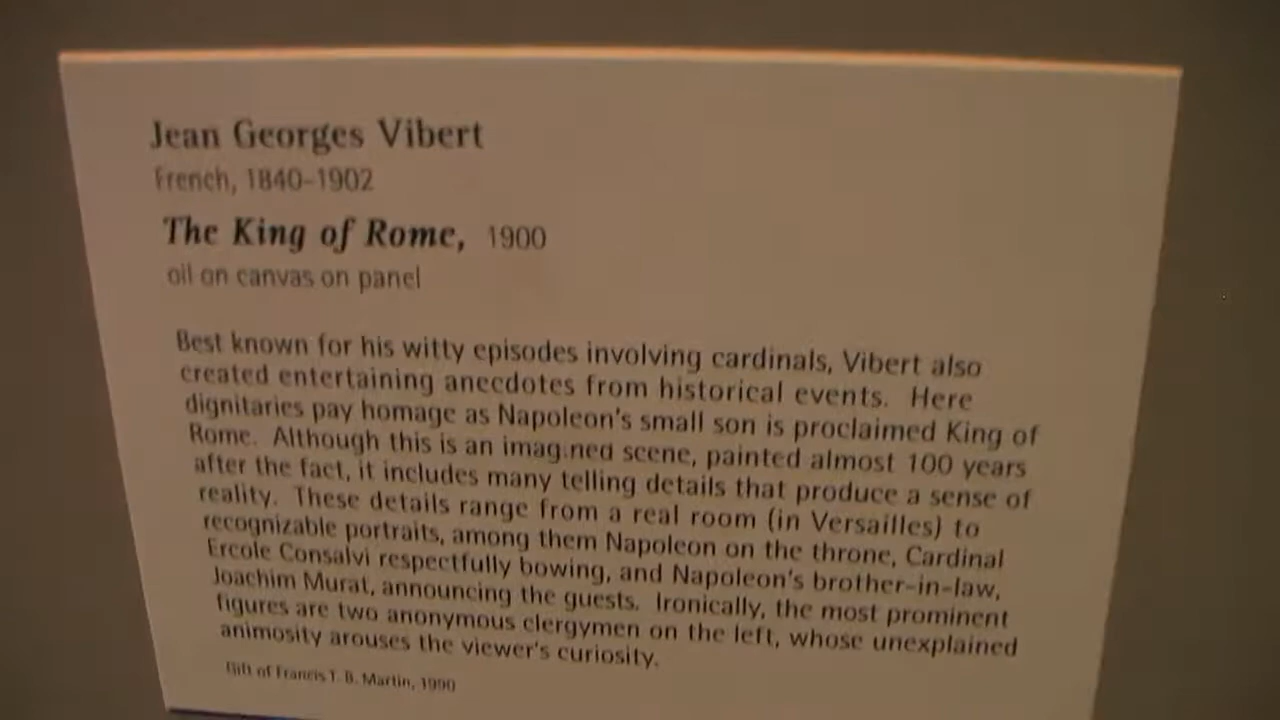 Jean Georges Vibert
French, 1840–1902
The King of Rome, 1900
oil on canvas on panel
Best known for his witty episodes involving cardinals, Vibert also
created entertaining anecdotes from historical events. Here
dignitaries pay homage as Napoleon's small son is proclaimed King of
Rome. Although this is an imagined scene, painted almost 100 years
after the fact, it includes many telling details that produce a sense of
reality. These details range from a real room (in Versailles) to
recognizable portraits, among them Napoleon on the throne, Cardinal
Ercole Consalvi respectfully bowing, and Napoleon's brother-in-law,
Joachim Murat, announcing the guests. Ironically, the most prominent
figures are two anonymous clergymen on the left, whose unexplained
animosity arouses the viewer's curiosity.
Gift of Francis T. B. Martin, 1990